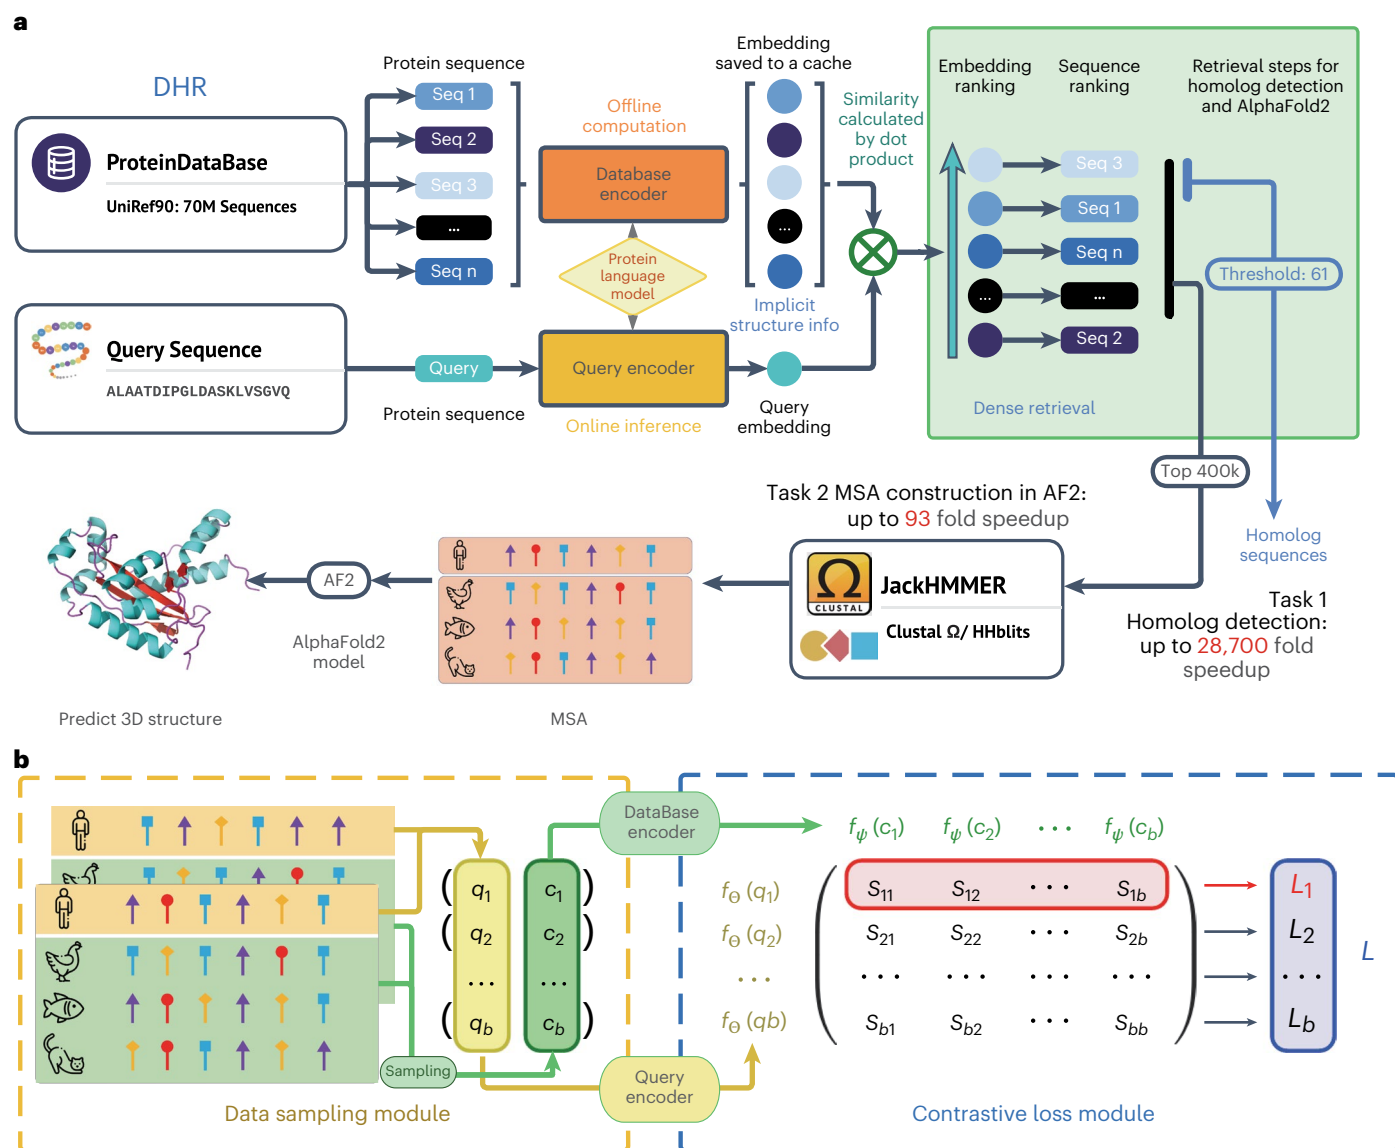 a
DHR
ProteinDataBase
UniRef90: 70M Sequences
Protein sequence
Seq 1
Seq 2
Seq 3
...
Seq n
Offline
computation
Database
encoder
Protein
language
model
Embedding
saved to a cache
...
Implicit
structure info
Similarity
calculated
by dot
product
Query Sequence
ALAATDIPGLDASKLVSGVQ
Query
Protein sequence
Query encoder
Online inference
Query
embedding
Embedding
ranking
Sequence
ranking
Retrieval steps for
homolog detection
and AlphaFold2
Seq 3
Seq 1
Seq n
... ...
Seq 2
Threshold: 61
Dense retrieval
Top 400k
Homolog
sequences
Task 1
Homolog detection:
up to 28,700 fold
speedup
Task 2 MSA construction in AF2:
up to 93 fold speedup
Ω
CLUSTAL
JackHMMER
Clustal Ω/ HHblits
MSA
AF2
AlphaFold2
model
Predict 3D structure
b
DataBase
encoder
q1 c1
q2 c2
... ...
qb cb
Sampling
Data sampling module
Query
encoder
fψ (c1) fψ (c2) ... fψ (cb)
fΘ (q1) S11 S12 ... S1b L1
fΘ (q2) S21 S22 ... S2b L2
... ... ... ... ... ...
fΘ (qb) Sb1 Sb2 ... Sbb Lb
L
Contrastive loss module